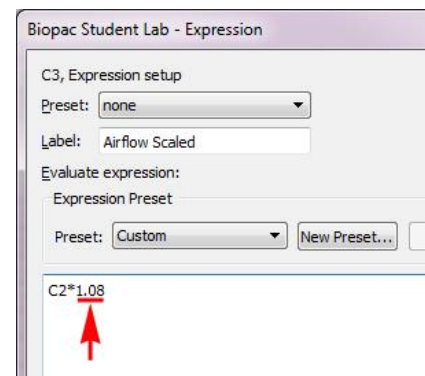 Biopac Student Lab - Expression
C3, Expression setup
Preset: none
Label: Airflow Scaled
Evaluate expression:
Expression Preset
Preset: Custom New Preset...
C2*1.08